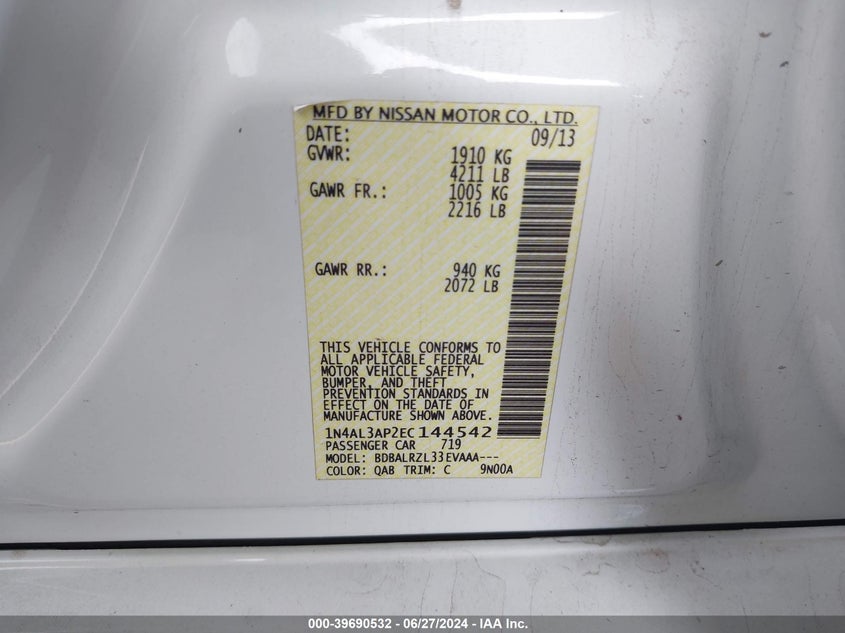 MFD BY NISSAN MOTOR CO., LTD.
DATE: 09/13
GVWR: 1910 KG
4211 LB
GAWR FR.: 1005 KG
2216 LB
GAWR RR.: 940 KG
2072 LB
THIS VEHICLE CONFORMS TO
ALL APPLICABLE FEDERAL
MOTOR VEHICLE SAFETY,
BUMPER, AND THEFT
PREVENTION STANDARDS IN
EFFECT ON THE DATE OF
MANUFACTURE SHOWN ABOVE.
1N4AL3AP2EC144542
PASSENGER CAR 719
MODEL: BDBALRZL33EVAAA---
COLOR: QAB TRIM: C 9N00A
000-39690532 - 06/27/2024 - IAA Inc.